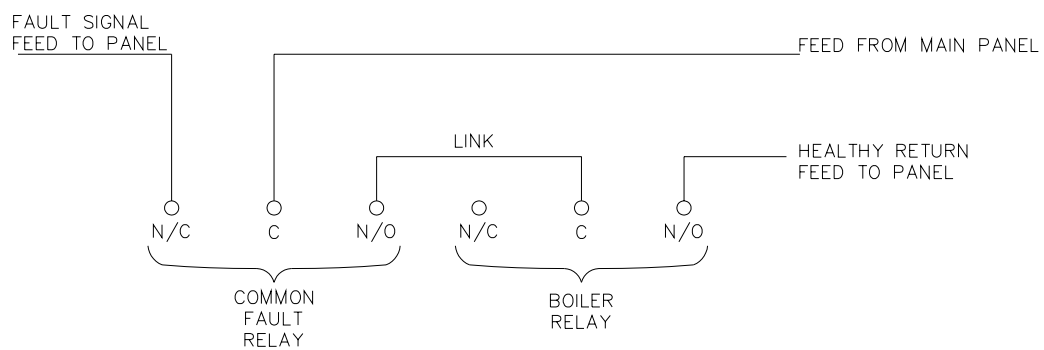 FAULT SIGNAL
FEED TO PANEL
FEED FROM MAIN PANEL
LINK
HEALTHY RETURN
FEED TO PANEL
N/C
C
N/O
N/C
C
N/O
COMMON
FAULT
RELAY
BOILER
RELAY